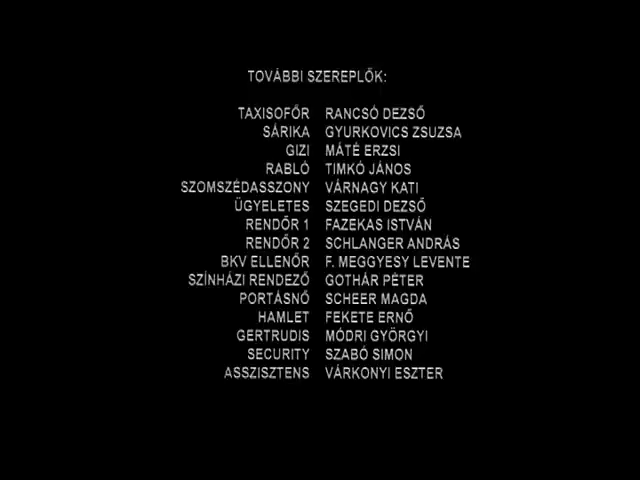 TOVÁBBI SZEREPLŐK:
TAXISOFŐR RANCSÓ DEZSŐ
SÁRIKA GYURKOVICS ZSUZSA
GIZI MÁTÉ ERZSI
RABLÓ TIMKÓ JÁNOS
SZOMSZÉDASSZONY VÁRNAGY KATI
ÜGYELETES SZEGEDI DEZSŐ
RENDŐR 1 FAZEKAS ISTVÁN
RENDŐR 2 SCHLANGER ANDRÁS
BKV ELLENŐR F. MEGGYESY LEVENTE
SZÍNHÁZI RENDEZŐ GOTHÁR PÉTER
PORTÁSNŐ SCHEER MAGDA
HAMLET FEKETE ERNŐ
GERTRUDIS MÓDRI GYÖRGYI
SECURITY SZABÓ SIMON
ASSZISZTENS VÁRKONYI ESZTER